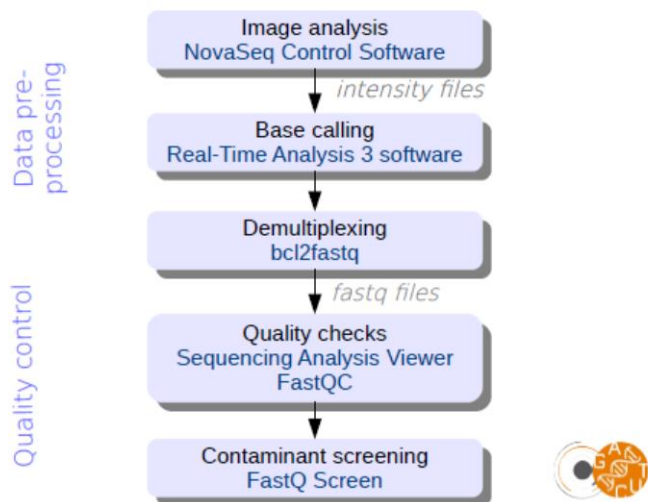 Data pre-
processing
Image analysis
NovaSeq Control Software
intensity files
Base calling
Real-Time Analysis 3 software
Demultiplexing
bcl2fastq
fastq files
Quality control
Quality checks
Sequencing Analysis Viewer
FastQC
Contaminant screening
FastQ Screen